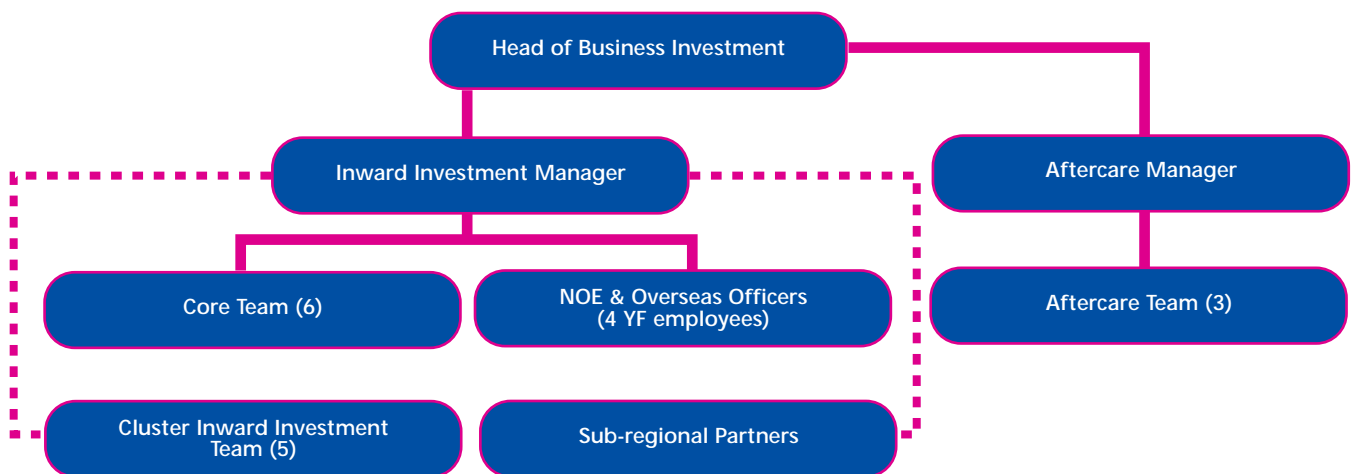 Head of Business Investment
Inward Investment Manager
Aftercare Manager
Core Team (6)
NOE & Overseas Officers
(4 YF employees)
Aftercare Team (3)
Cluster Inward Investment
Team (5)
Sub-regional Partners